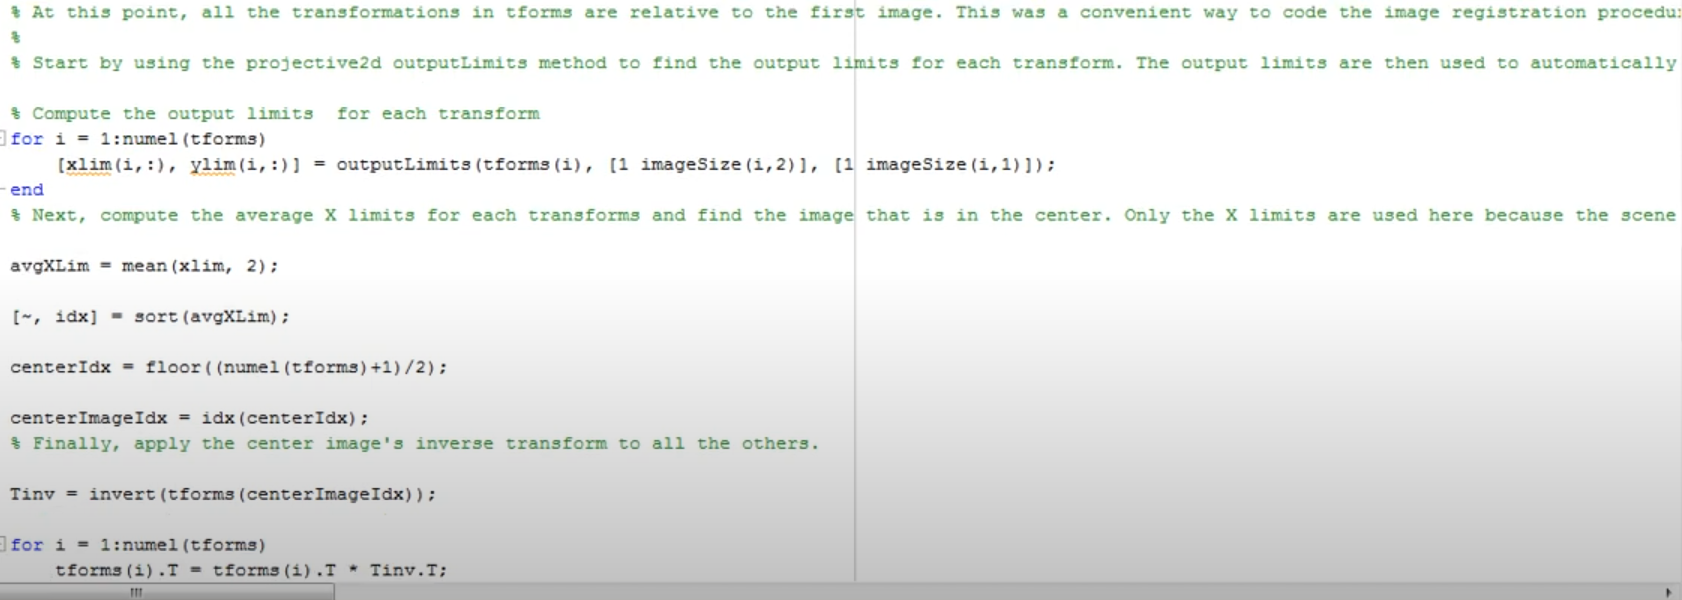 % At this point, all the transformations in tforms are relative to the first image. This was a convenient way to code the image registration
%
% Start by using the projective2d outputLimits method to find the output limits for each transform. The output limits are then used to automatically
% Compute the output limits  for each transform
for i = 1:numel(tforms)
    [xlim(i,:), ylim(i,:)] = outputLimits(tforms(i), [1 imageSize(i,2)], [1 imageSize(i,1)]);
end
% Next, compute the average X limits for each transforms and find the image that is in the center. Only the X limits are used here because the scene
avgXLim = mean(xlim, 2);
[~, idx] = sort(avgXLim);
centerIdx = floor((numel(tforms)+1)/2);
centerImageIdx = idx(centerIdx);
% Finally, apply the center image's inverse transform to all the others.
Tinv = invert(tforms(centerImageIdx));
for i = 1:numel(tforms)
    tforms(i).T = tforms(i).T * Tinv.T;